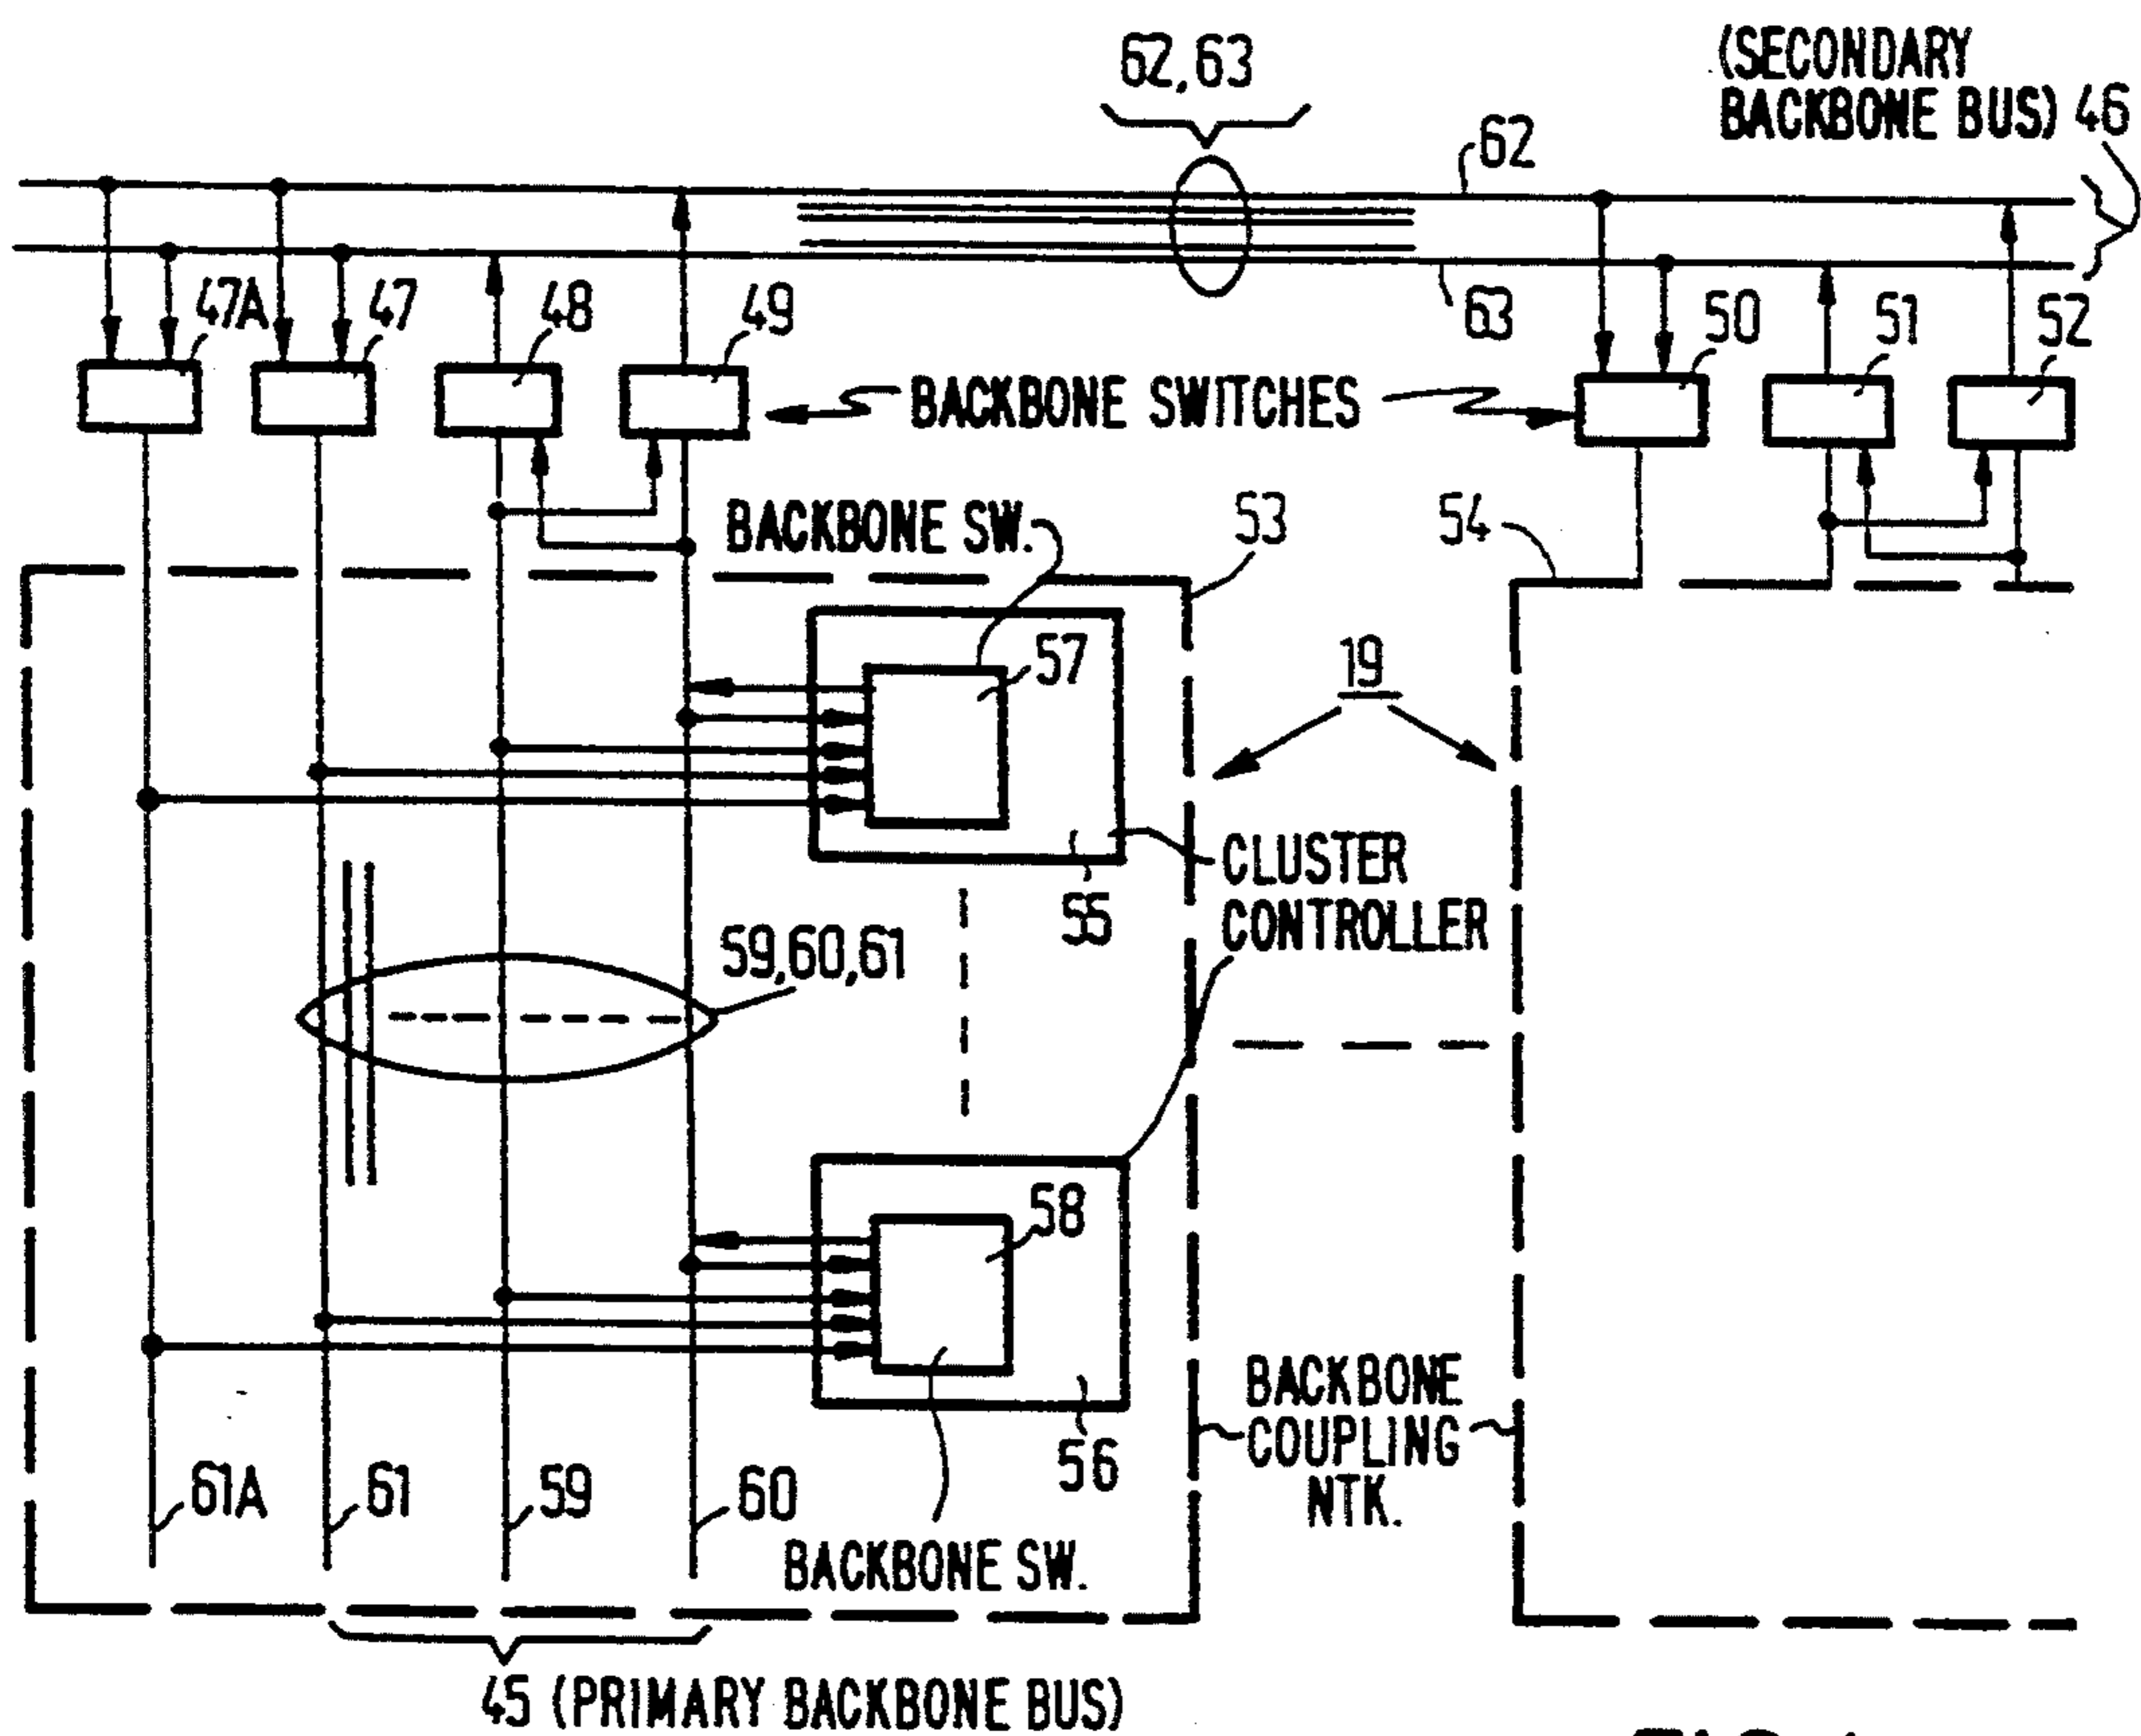 62,63
(SECONDARY
BACKBONE BUS) 46
62
47A
47
48
49
63
50
51
52
BACKBONE SWITCHES
BACKBONE SW.
53
54
57
19
55
CLUSTER
CONTROLLER
59,60,61
58
56
BACKBONE
COUPLING
NTK.
61A
61
59
60
BACKBONE SW.
45 (PRIMARY BACKBONE BUS)